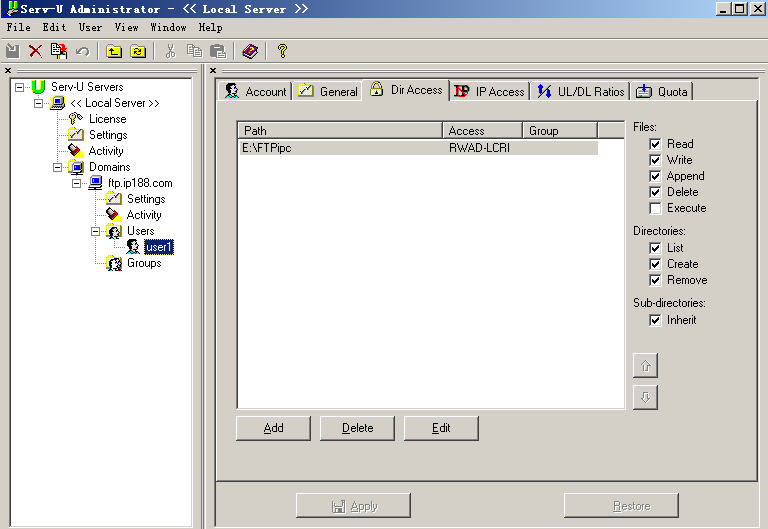 Serv-U Administrator - << Local Server >>
File Edit User View Window Help
Serv-U Servers
<< Local Server >>
License
Settings
Activity
Domains
ftp.ip188.com
Settings
Activity
Users
user1
Groups
Account General Dir Access IP Access UL/DL Ratios Quota
Path Access Group
E:\FTPipc RWAD-LCRI
Files:
Read
Write
Append
Delete
Execute
Directories:
List
Create
Remove
Sub-directories:
Inherit
Add Delete Edit
Apply Restore